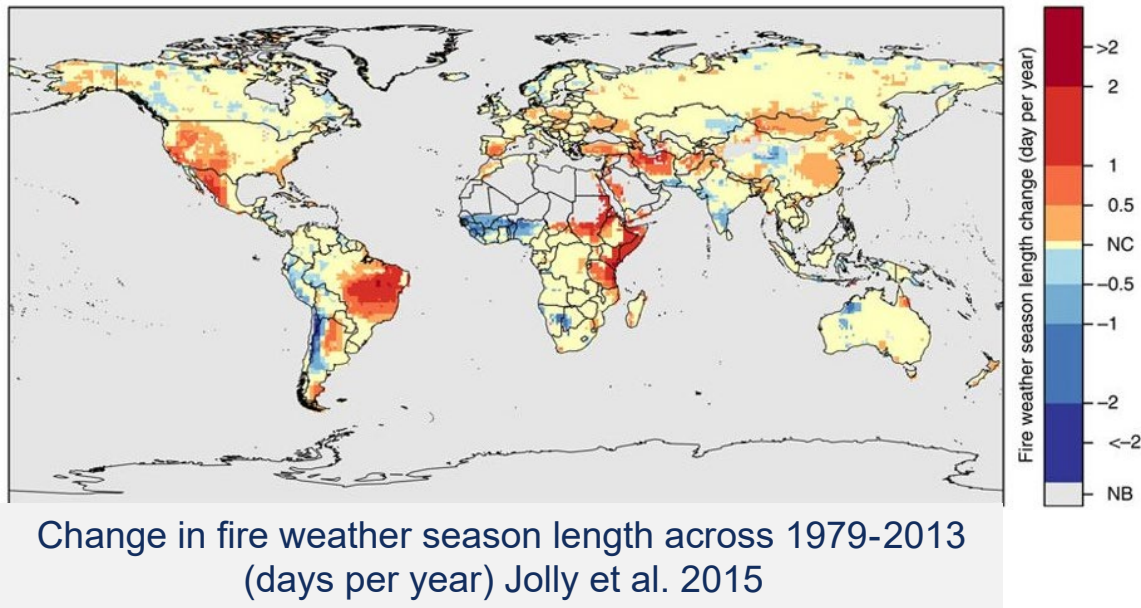 Fire weather season length change (day per year)
>2
2
1
0.5
NC
−0.5
−1
−2
<−2
NB
Change in fire weather season length across 1979-2013
(days per year) Jolly et al. 2015